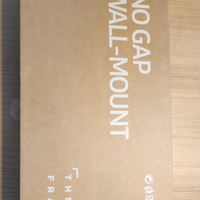 NO GAP
WALL-MOUNT
THE
FRA